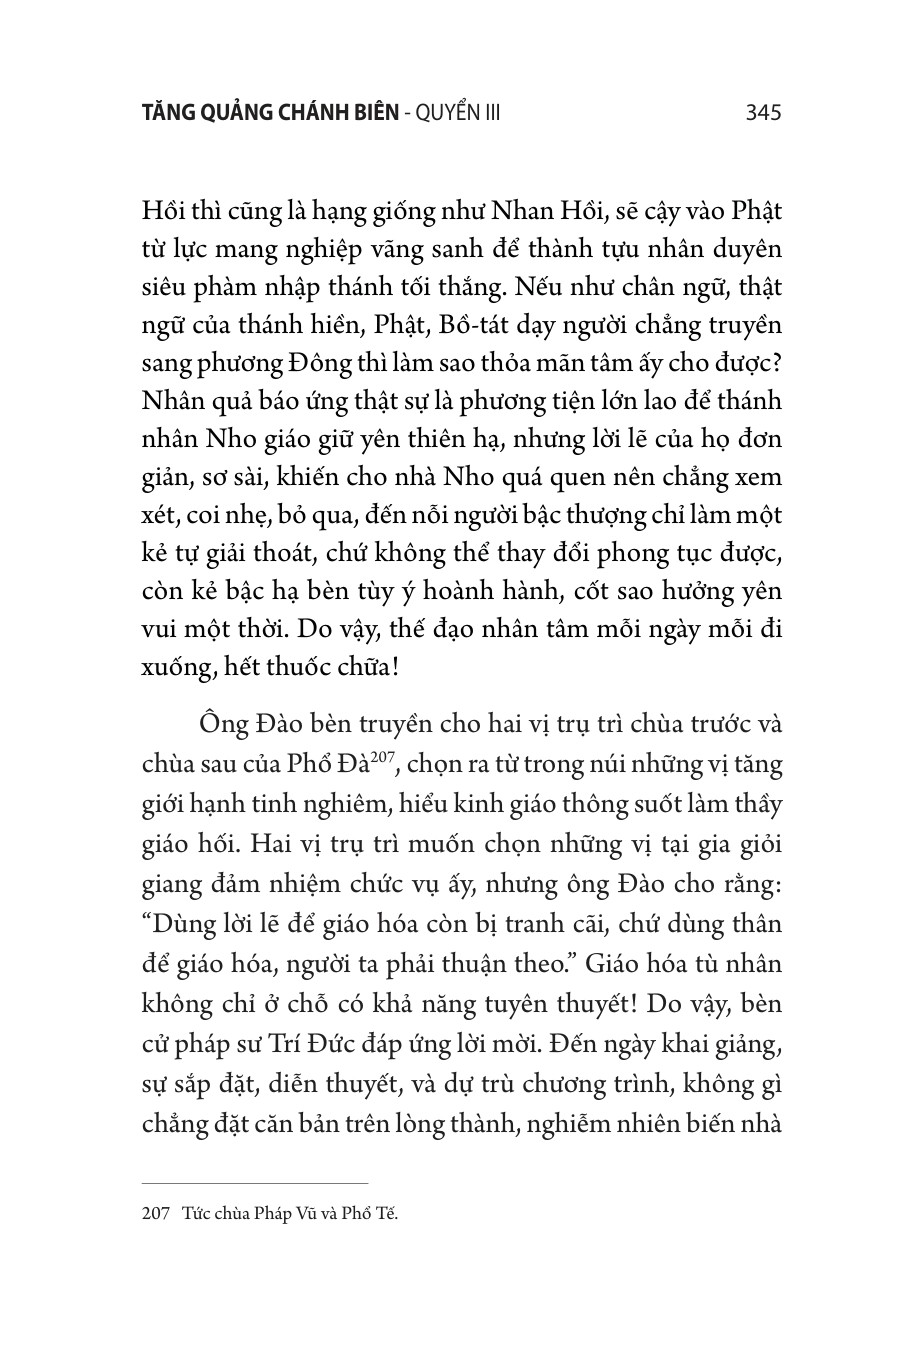 TĂNG QUẢNG CHÁNH BIÊN - QUYỂN III 345
Hồi thì cũng là hạng giống như Nhan Hồi, sẽ cậy vào Phật
từ lực mang nghiệp vãng sanh để thành tựu nhân duyên
siêu phàm nhập thánh tối thắng. Nếu như chân ngữ, thật
ngữ của thánh hiền, Phật, Bồ-tát dạy người chẳng truyền
sang phương Đông thì làm sao thỏa mãn tâm ấy cho được?
Nhân quả báo ứng thật sự là phương tiện lớn lao để thánh
nhân Nho giáo giữ yên thiên hạ, nhưng lời lẽ của họ đơn
giản, sơ sài, khiến cho nhà Nho quá quen nên chẳng xem
xét, coi nhẹ, bỏ qua, đến nỗi người bậc thượng chỉ làm một
kẻ tự giải thoát, chứ không thể thay đổi phong tục được,
còn kẻ bậc hạ bèn tùy ý hoành hành, cốt sao hưởng yên
vui một thời. Do vậy, thế đạo nhân tâm mỗi ngày mỗi đi
xuống, hết thuốc chữa!
Ông Đào bèn truyền cho hai vị trụ trì chùa trước và
chùa sau của Phổ Đà207, chọn ra từ trong núi những vị tăng
giới hạnh tinh nghiêm, hiểu kinh giáo thông suốt làm thầy
giáo hối. Hai vị trụ trì muốn chọn những vị tại gia giỏi
giang đảm nhiệm chức vụ ấy, nhưng ông Đào cho rằng:
“Dùng lời lẽ để giáo hóa còn bị tranh cãi, chứ dùng thân
để giáo hóa, người ta phải thuận theo.” Giáo hóa tù nhân
không chỉ ở chỗ có khả năng tuyên thuyết! Do vậy, bèn
cử pháp sư Trí Đức đáp ứng lời mời. Đến ngày khai giảng,
sự sắp đặt, diễn thuyết, và dự trù chương trình, không gì
chẳng đặt căn bản trên lòng thành, nghiễm nhiên biến nhà
207 Tức chùa Pháp Vũ và Phổ Tế.